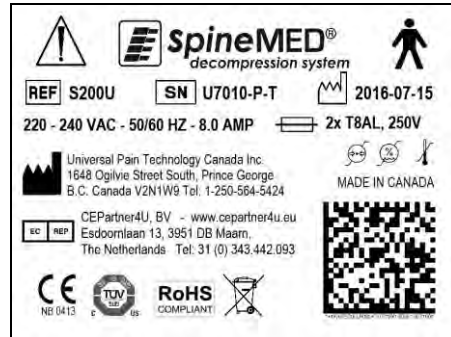 SpineMED®
decompression system
REF S200U SN U7010-P-T 2016-07-15
220 - 240 VAC - 50/60 HZ - 8.0 AMP 2x T8AL, 250V
Universal Pain Technology Canada Inc.
1648 Ogilvie Street South, Prince George
B.C. Canada V2N1W9 Tel. 1-250-564-5424
MADE IN CANADA
EC REP
CEPartner4U, BV - www.cepartner4u.eu
Esdoornlaan 13, 3951 DB Maarn,
The Netherlands Tel: 31 (0) 343.442.093
CE
NB 0413
TÜV
SÜD
C US
RoHS
COMPLIANT